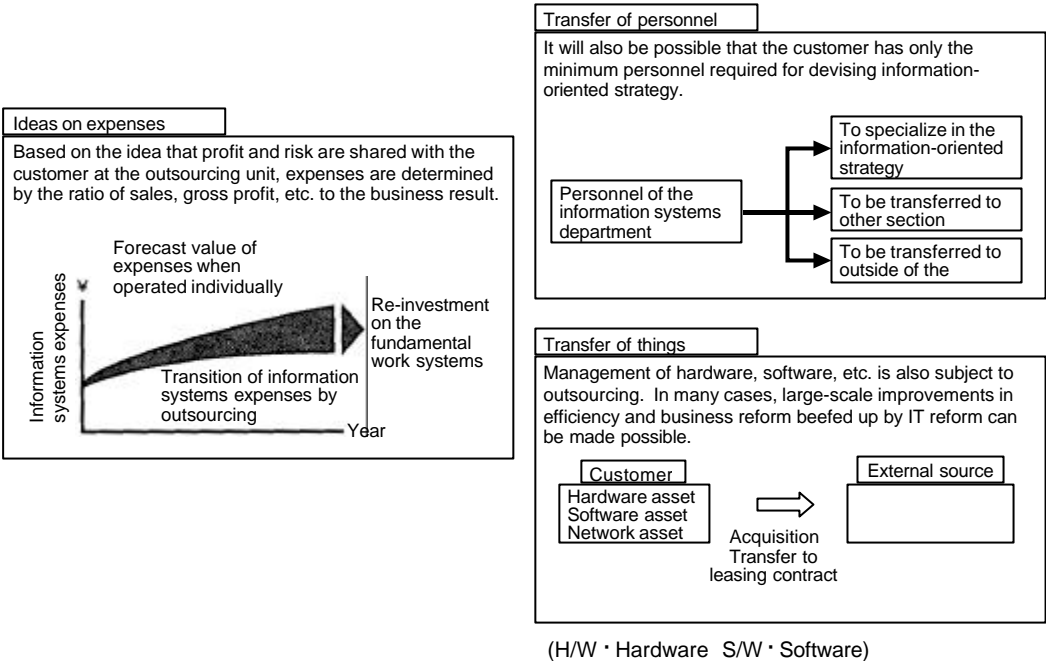 Ideas on expenses
Based on the idea that profit and risk are shared with the
customer at the outsourcing unit, expenses are determined
by the ratio of sales, gross profit, etc. to the business result.
Forecast value of
expenses when
operated individually
¥
Information
systems expenses
Re-investment
on the
fundamental
work systems
Transition of information
systems expenses by
outsourcing
Year
Transfer of personnel
It will also be possible that the customer has only the
minimum personnel required for devising information-
oriented strategy.
Personnel of the
information systems
department
To specialize in the
information-oriented
strategy
To be transferred to
other section
To be transferred to
outside of the
Transfer of things
Management of hardware, software, etc. is also subject to
outsourcing. In many cases, large-scale improvements in
efficiency and business reform beefed up by IT reform can
be made possible.
Customer
Hardware asset
Software asset
Network asset
Acquisition
Transfer to
leasing contract
External source
(H/W・Hardware S/W・Software)